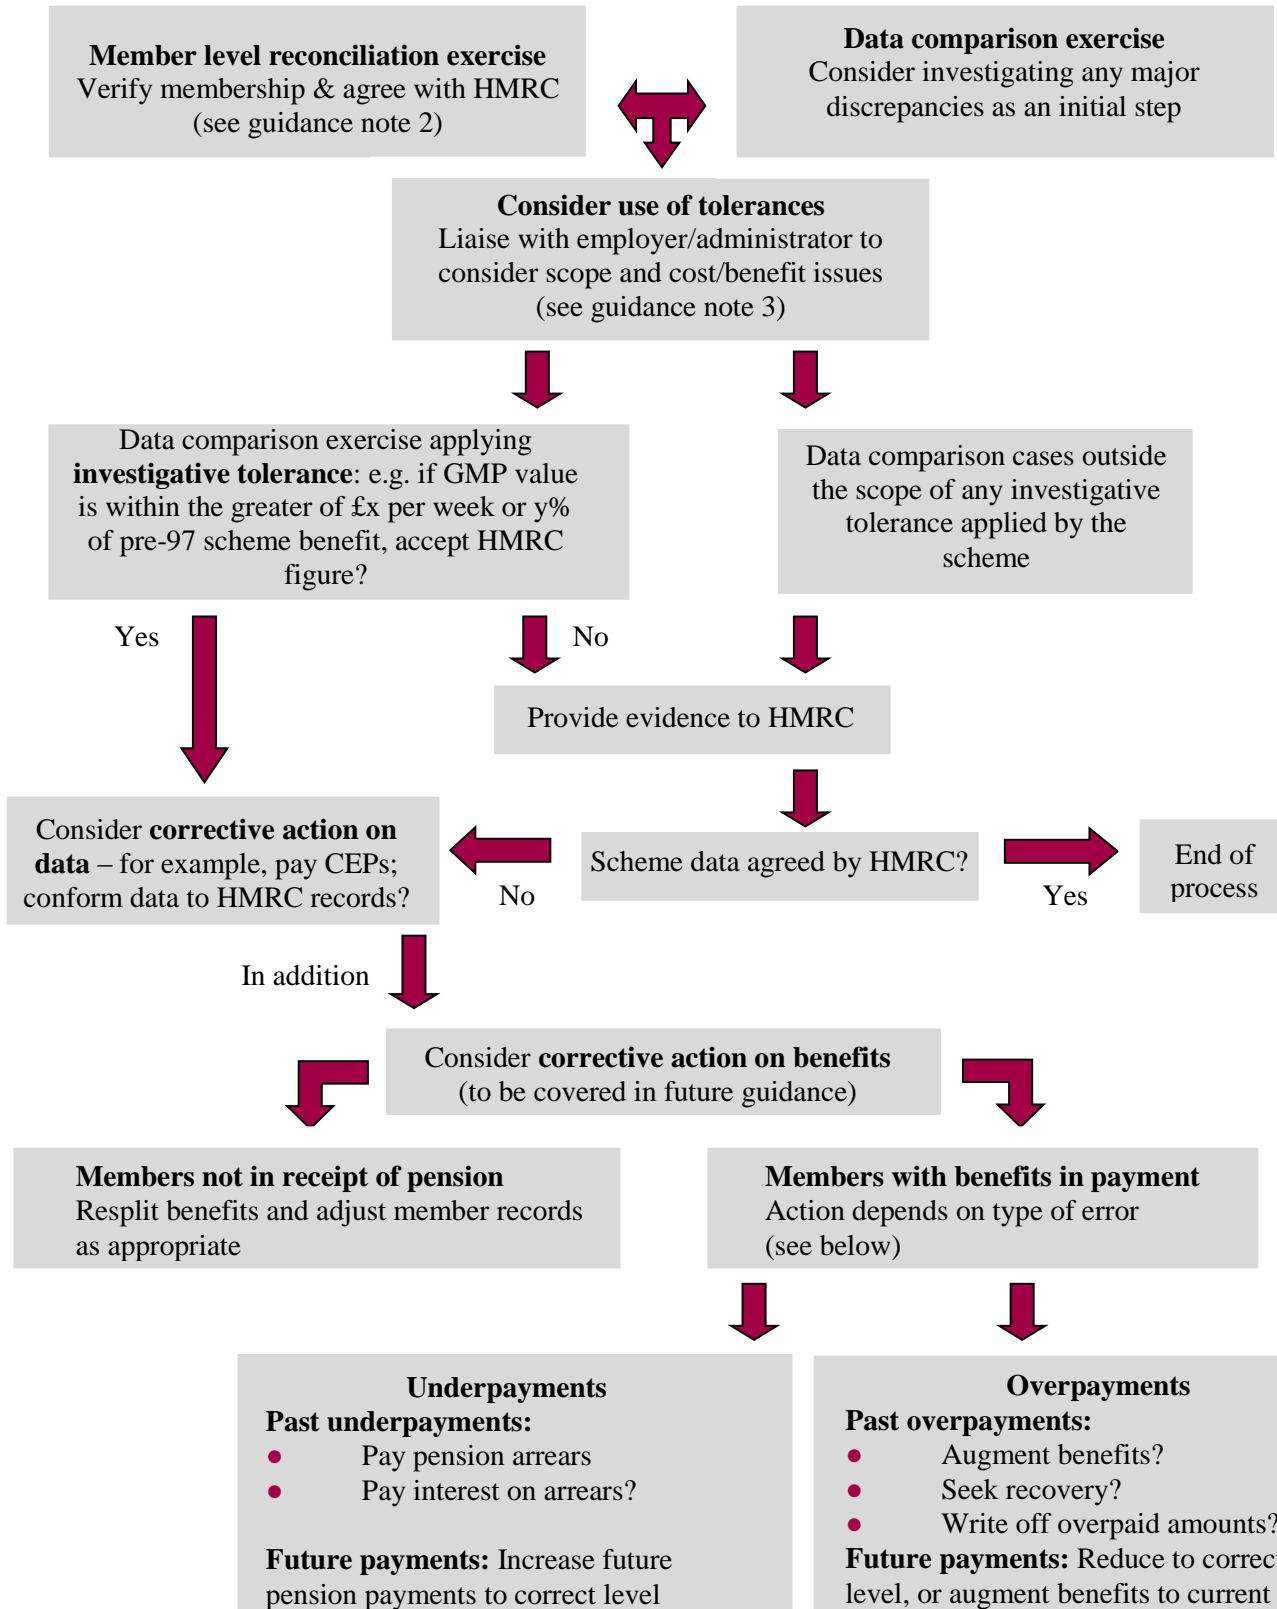 Member level reconciliation exercise
Verify membership & agree with HMRC
(see guidance note 2)
Data comparison exercise
Consider investigating any major
discrepancies as an initial step
Consider use of tolerances
Liaise with employer/administrator to
consider scope and cost/benefit issues
(see guidance note 3)
Data comparison exercise applying
investigative tolerance: e.g. if GMP value
is within the greater of £x per week or y%
of pre-97 scheme benefit, accept HMRC
figure?
Data comparison cases outside
the scope of any investigative
tolerance applied by the
scheme
Yes
No
Provide evidence to HMRC
Consider corrective action on
data – for example, pay CEPs;
conform data to HMRC records?
No
Scheme data agreed by HMRC?
Yes
End of
process
In addition
Consider corrective action on benefits
(to be covered in future guidance)
Members not in receipt of pension
Resplit benefits and adjust member records
as appropriate
Members with benefits in payment
Action depends on type of error
(see below)
Underpayments
Past underpayments:
● Pay pension arrears
● Pay interest on arrears?
Future payments: Increase future
pension payments to correct level
Overpayments
Past overpayments:
● Augment benefits?
● Seek recovery?
● Write off overpaid amounts?
Future payments: Reduce to correct
level, or augment benefits to current